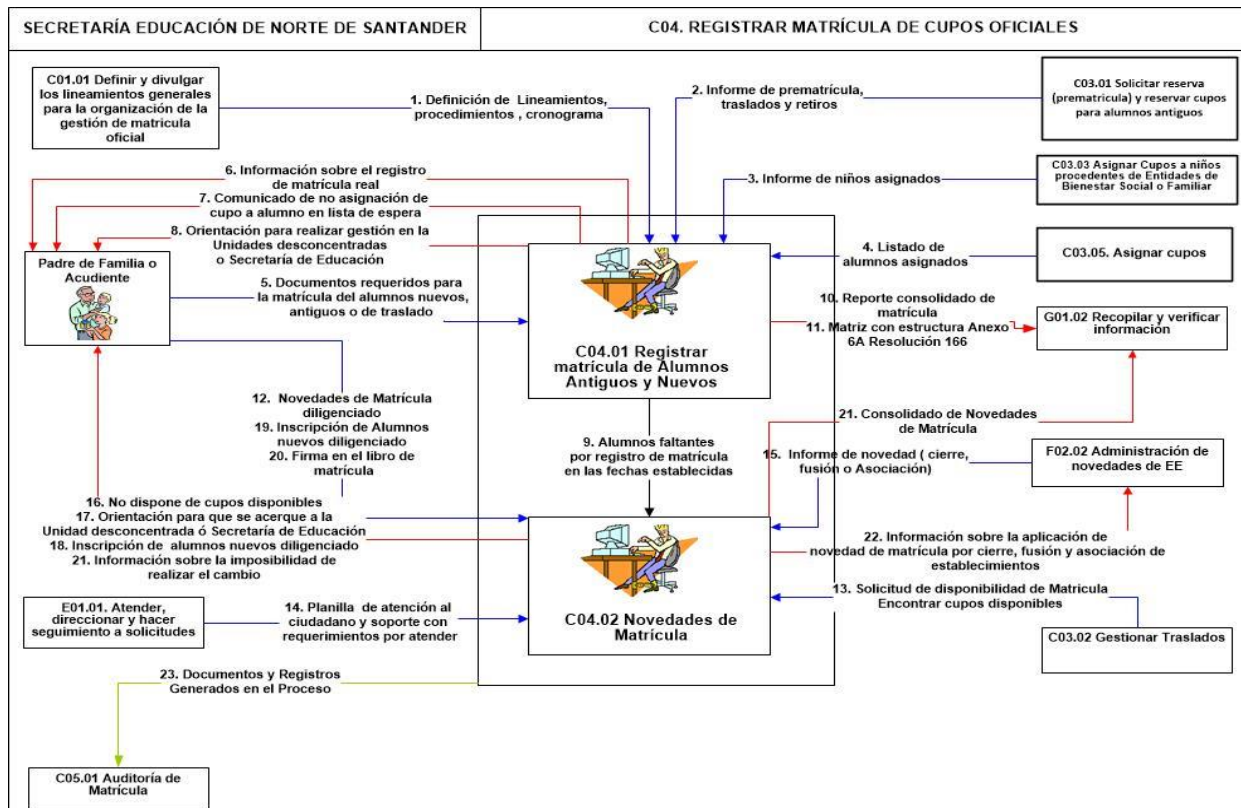 SECRETARÍA EDUCACIÓN DE NORTE DE SANTANDER
C04. REGISTRAR MATRÍCULA DE CUPOS OFICIALES
C01.01 Definir y divulgar
los lineamientos generales
para la organización de la
gestión de matricula
oficial
1. Definición de Lineamientos,
procedimientos , cronograma
2. Informe de prematrícula,
traslados y retiros
C03.01 Solicitar reserva
(prematricula) y reservar cupos
para alumnos antiguos
6. Información sobre el registro
de matrícula real
7. Comunicado de no asignación de
cupo a alumno en lista de espera
8. Orientación para realizar gestión en la
Unidades desconcentradas
o Secretaría de Educación
3. Informe de niños asignados
C03.03 Asignar Cupos a niños
procedentes de Entidades de
Bienestar Social o Familiar
4. Listado de
alumnos asignados
C03.05. Asignar cupos
Padre de Familia o
Acudiente
5. Documentos requeridos para
la matrícula del alumnos nuevos,
antiguos o de traslado
C04.01 Registrar
matrícula de Alumnos
Antiguos y Nuevos
10. Reporte consolidado de
matrícula
11. Matriz con estructura Anexo
6A Resolución 166
G01.02 Recopilar y verificar
información
12. Novedades de Matrícula
diligenciado
19. Inscripción de Alumnos
nuevos diligenciado
20. Firma en el libro de
matrícula
9. Alumnos faltantes
por registro de matrícula
en las fechas establecidas
21. Consolidado de Novedades
de Matrícula
15. Informe de novedad ( cierre,
fusión o Asociación)
F02.02 Administración de
novedades de EE
16. No dispone de cupos disponibles
17. Orientación para que se acerque a la
Unidad desconcentrada ó Secretaría de Educación
18. Inscripción de alumnos nuevos diligenciado
21. Información sobre la imposibilidad de
realizar el cambio
C04.02 Novedades de
Matrícula
22. Información sobre la aplicación de
novedad de matrícula por cierre, fusión y asociación de
establecimientos
13. Solicitud de disponibilidad de Matricula
Encontrar cupos disponibles
E01.01. Atender,
direccionar y hacer
seguimiento a solicitudes
14. Planilla de atención al
ciudadano y soporte con
requerimientos por atender
C03.02 Gestionar Traslados
23. Documentos y Registros
Generados en el Proceso
C05.01 Auditoría de
Matrícula